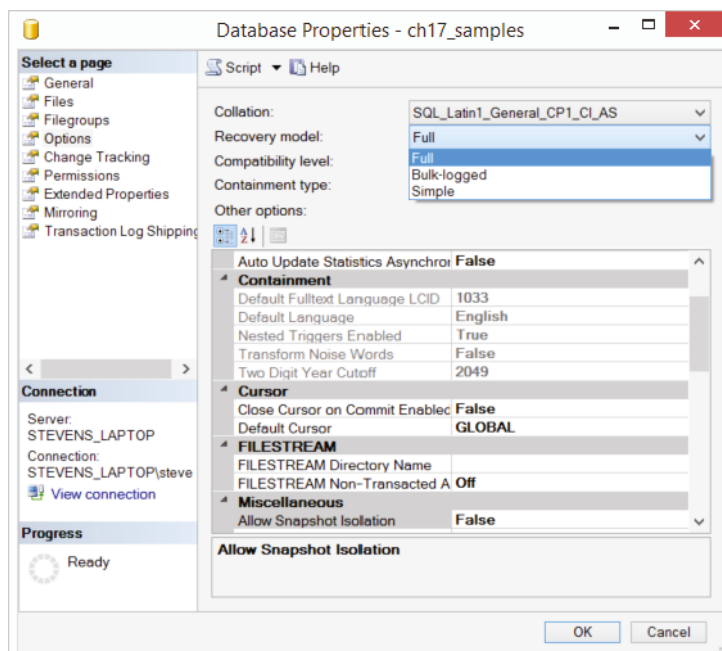 Database Properties - ch17_samples
Select a page
General
Files
Filegroups
Options
Change Tracking
Permissions
Extended Properties
Mirroring
Transaction Log Shipping
Connection
Server:
STEVENS_LAPTOP
Connection:
STEVENS_LAPTOP\steve
View connection
Progress
Ready
Script Help
Collation: SQL_Latin1_General_CP1_CI_AS
Recovery model: Full
Compatibility level: Full
Bulk-logged
Containment type: Simple
Other options:
Auto Update Statistics Asynchror False
Containment
Default Fulltext Language LCID 1033
Default Language English
Nested Triggers Enabled True
Transform Noise Words False
Two Digit Year Cutoff 2049
Cursor
Close Cursor on Commit Enabled False
Default Cursor GLOBAL
FILESTREAM
FILESTREAM Directory Name
FILESTREAM Non-Transacted A Off
Miscellaneous
Allow Snapshot Isolation False
Allow Snapshot Isolation
OK Cancel